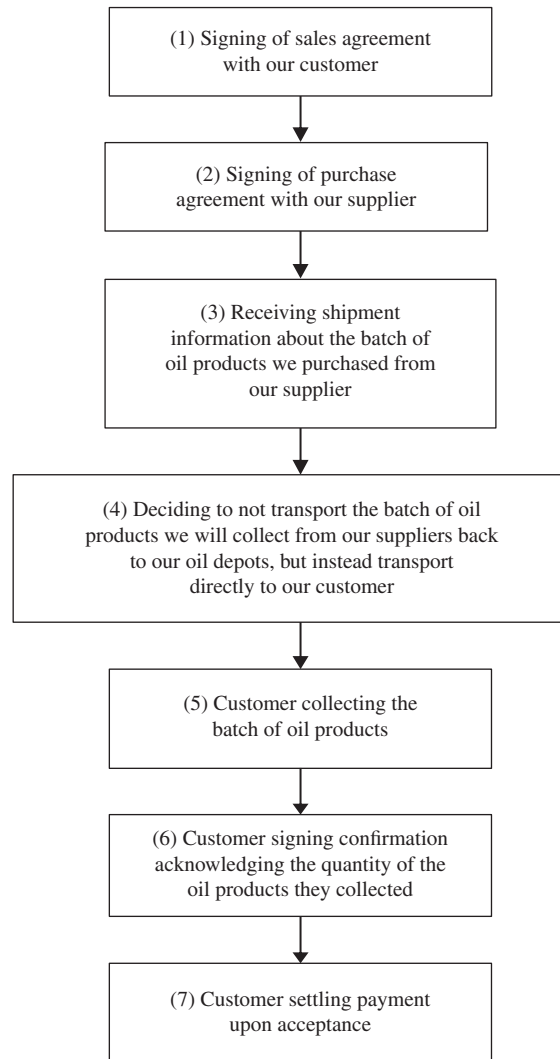 (1) Signing of sales agreement
with our customer
(2) Signing of purchase
agreement with our supplier
(3) Receiving shipment
information about the batch of
oil products we purchased from
our supplier
(4) Deciding to not transport the batch of oil
products we will collect from our suppliers back
to our oil depots, but instead transport
directly to our customer
(5) Customer collecting the
batch of oil products
(6) Customer signing confirmation
acknowledging the quantity of the
oil products they collected
(7) Customer settling payment
upon acceptance